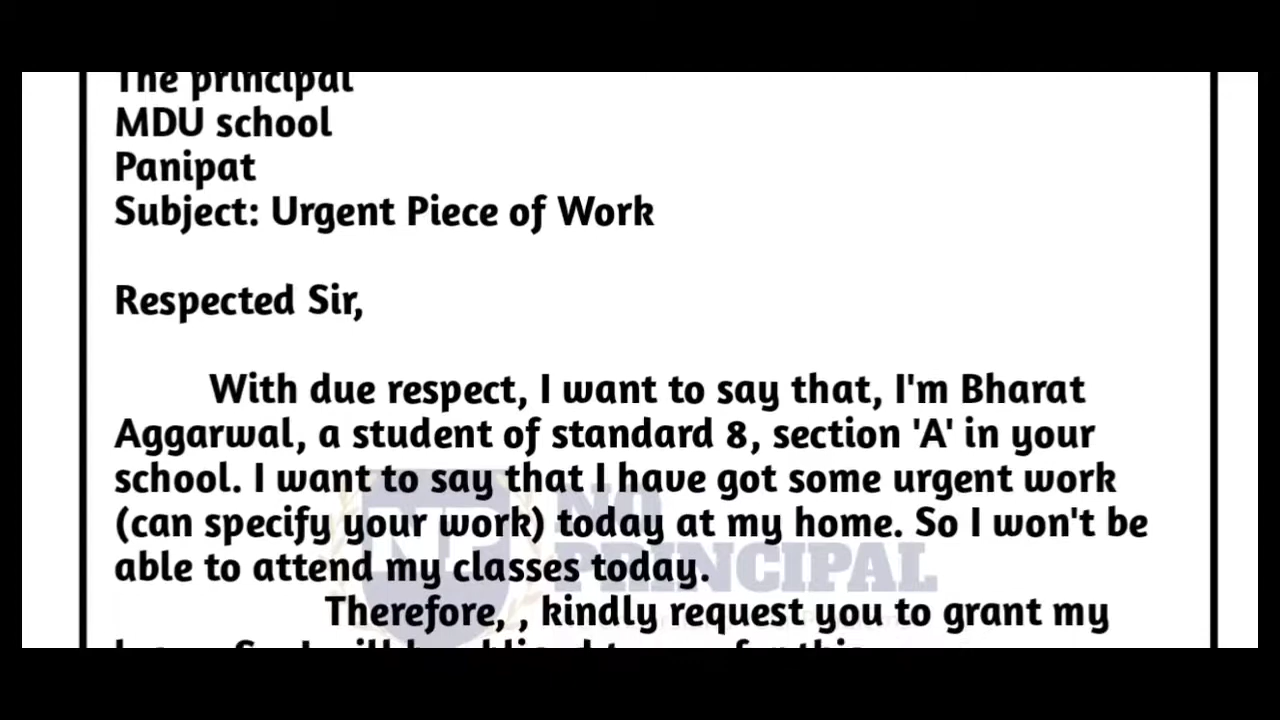 The principal
MDU school
Panipat
Subject: Urgent Piece of Work
Respected Sir,
With due respect, I want to say that, I'm Bharat
Aggarwal, a student of standard 8, section 'A' in your
school. I want to say that I have got some urgent work
(can specify your work) today at my home. So I won't be
able to attend my classes today.
Therefore, , kindly request you to grant my
NO
PRINCIPAL